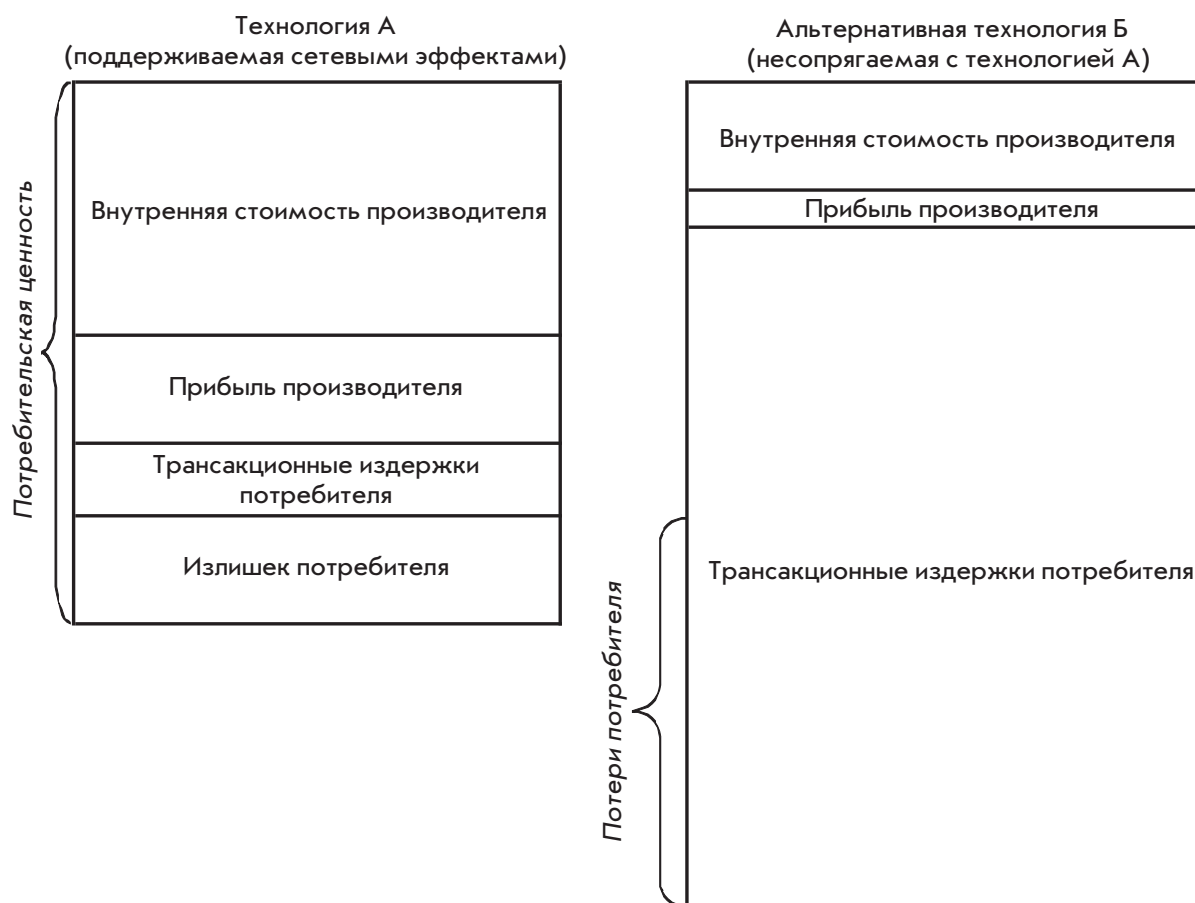 Технология А
(поддерживаемая сетевыми эффектами)
Потребительская ценность
Внутренняя стоимость производителя
Прибыль производителя
Трансакционные издержки
потребителя
Излишек потребителя
Альтернативная технология Б
(несопрягаемая с технологией А)
Внутренняя стоимость производителя
Прибыль производителя
Трансакционные издержки потребителя
Потери потребителя